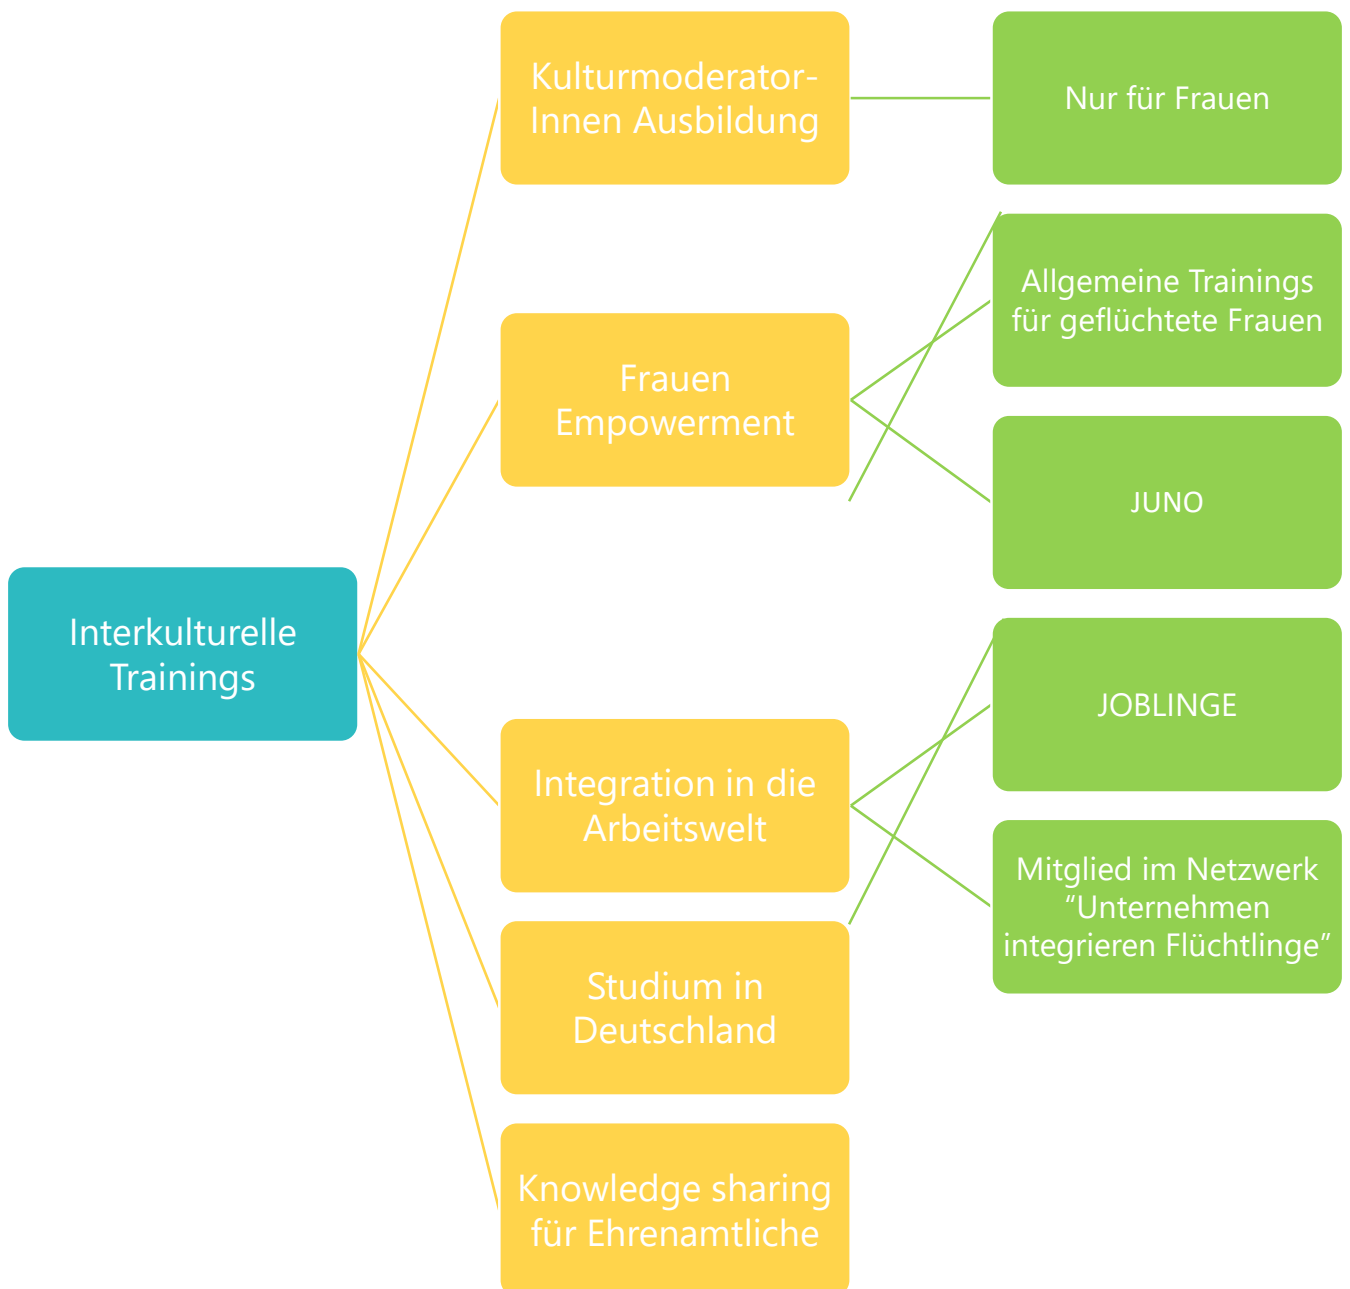 Kulturmoderator-
Innen Ausbildung
Nur für Frauen
Allgemeine Trainings
für geflüchtete Frauen
Frauen
Empowerment
JUNO
Interkulturelle
Trainings
JOBLINGE
Integration in die
Arbeitswelt
Mitglied im Netzwerk
“Unternehmen
integrieren Flüchtlinge”
Studium in
Deutschland
Knowledge sharing
für Ehrenamtliche